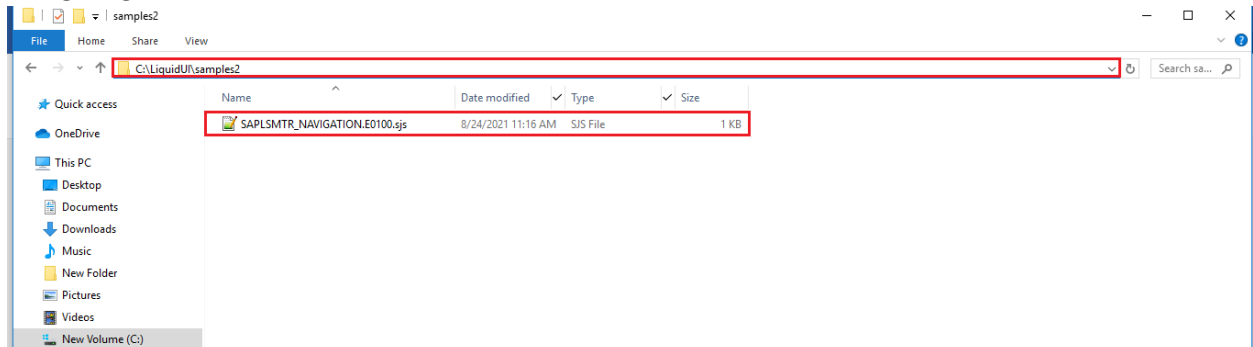 samples2
File Home Share View
C:\LiquidUI\samples2 Search sa...
Name Date modified Type Size
SAPLSMTR_NAVIGATION.E0100.sjs 8/24/2021 11:16 AM SJS File 1 KB
Quick access
OneDrive
This PC
Desktop
Documents
Downloads
Music
New Folder
Pictures
Videos
New Volume (C:)